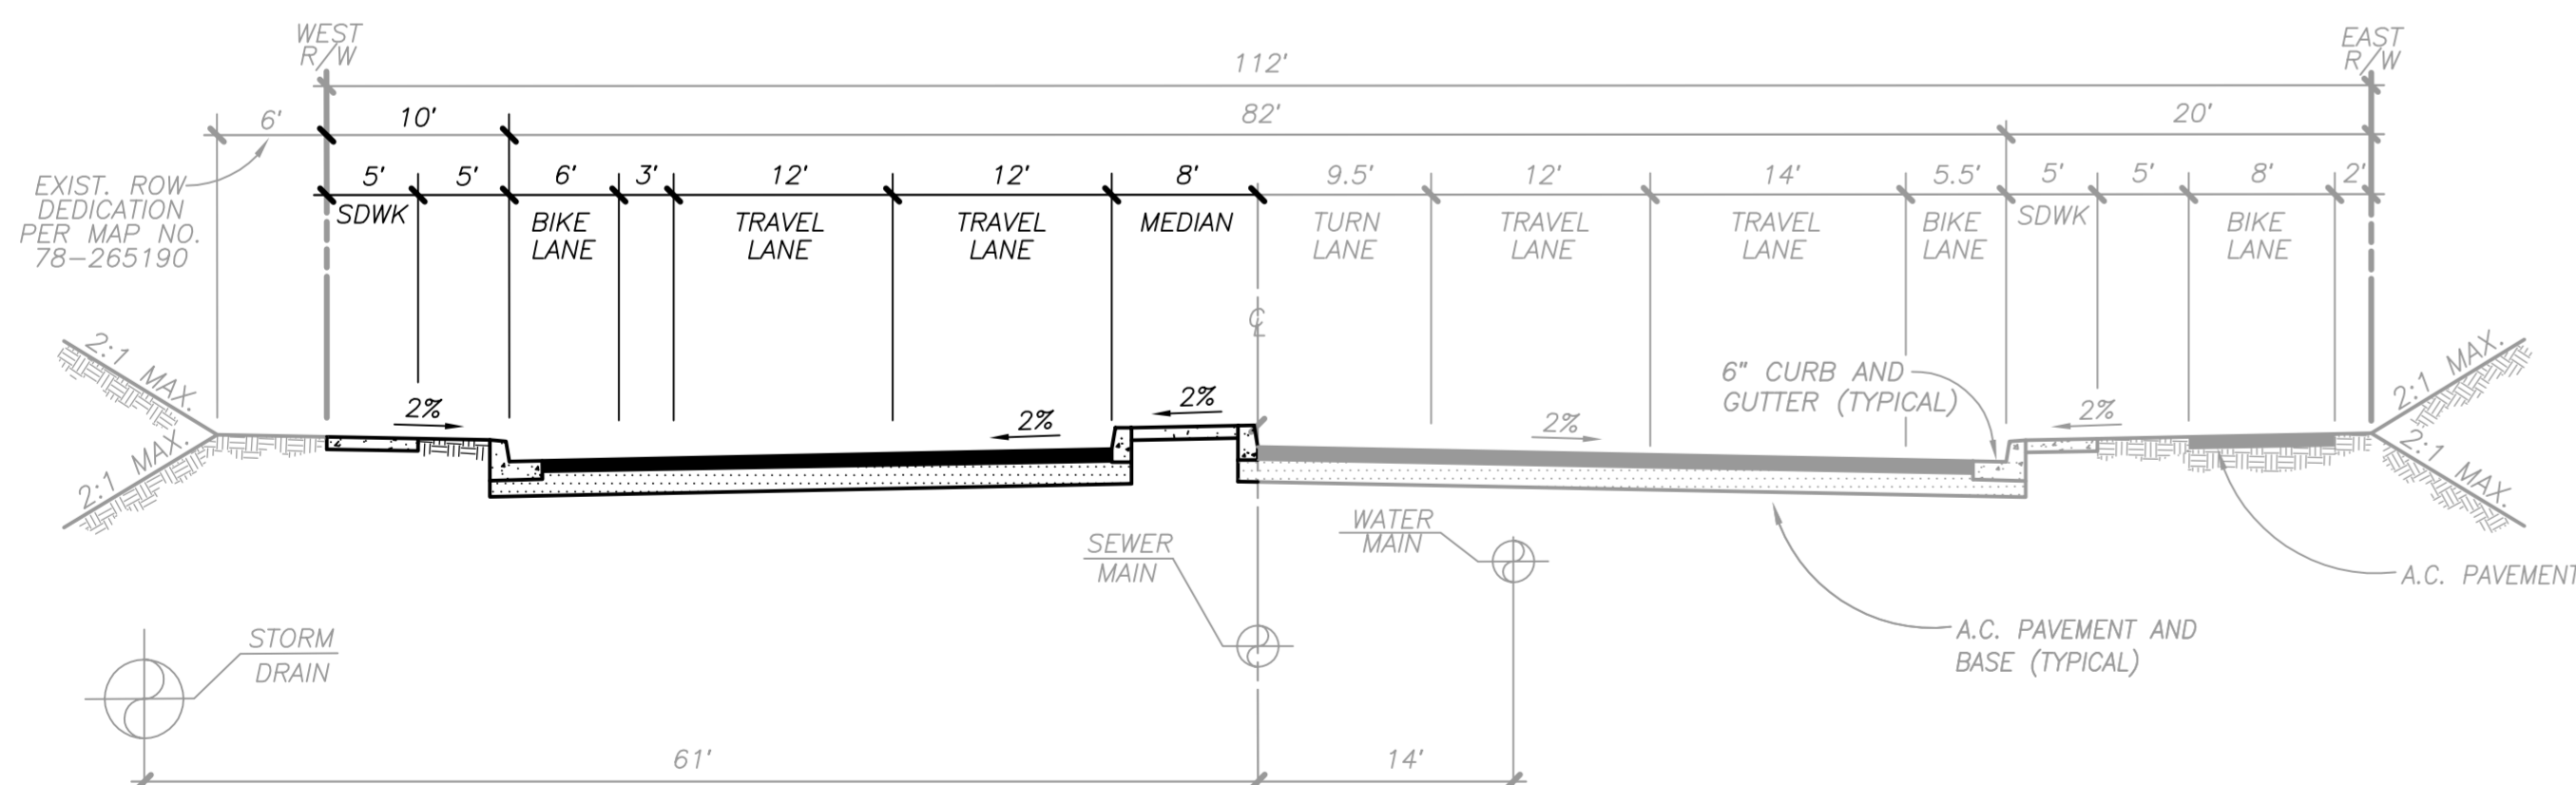 WEST
R/W
EAST
R/W
112'
6'
10'
82'
20'
5'
5'
6'
3'
12'
12'
8'
9.5'
12'
14'
5.5'
5'
5'
8'
2'
EXIST. ROW
DEDICATION
PER MAP NO.
78-265190
SDWK
BIKE
LANE
TRAVEL
LANE
TRAVEL
LANE
MEDIAN
TURN
LANE
TRAVEL
LANE
TRAVEL
LANE
BIKE
LANE
SDWK
BIKE
LANE
℄
2:1 MAX.
2:1 MAX.
2%
2%
2%
2%
6" CURB AND
GUTTER (TYPICAL)
2%
2:1 MAX.
2:1 MAX.
SEWER
MAIN
WATER
MAIN
A.C. PAVEMENT
A.C. PAVEMENT AND
BASE (TYPICAL)
STORM
DRAIN
61'
14'